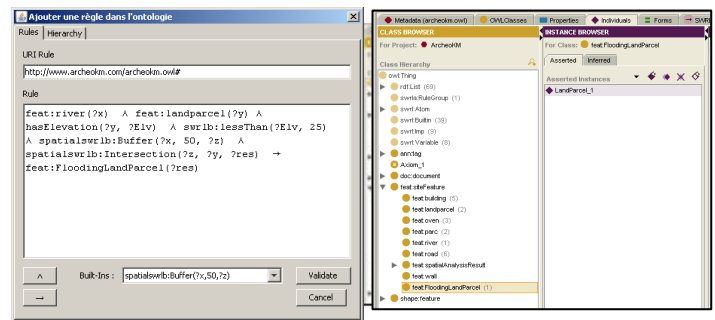 Ajouter une règle dans l'ontologie
Rules Hierarchy
URI Rule
http://www.archeokm.com/archeokm.owl#
Rule
feat:river(?x) ∧ feat:landparcel(?y) ∧
hasElevation(?y, ?Elv) ∧ swrlb:lessThan(?Elv, 25)
∧ spatialswrlb:Buffer(?x, 50, ?z) ∧
spatialswrlb:Intersection(?z, ?y, ?res) →
feat:FloodingLandParcel(?res)
∧ Built-Ins : spatialswrlb:Buffer(?x,50,?z) Validate
→ Cancel
Metadata (archeokm.owl) OWLClasses Properties Individuals Forms → SWRL
CLASS BROWSER
For Project: ArcheoKM
Class Hierarchy
owl:Thing
rdf:List (69)
swrla:RuleGroup (1)
swrl:Atom
swrl:Builtin (39)
swrl:Imp (9)
swrl:Variable (8)
ann:tag
Axiom_1
doc:document
feat:siteFeature
feat:building (5)
feat:landparcel (2)
feat:oven (3)
feat:parc (2)
feat:river (1)
feat:road (6)
feat:spatialAnalysisResult
feat:wall
feat:FloodingLandParcel (1)
shape:feature
INSTANCE BROWSER
For Class: feat:FloodingLandParcel
Asserted Inferred
Asserted Instances
LandParcel_1